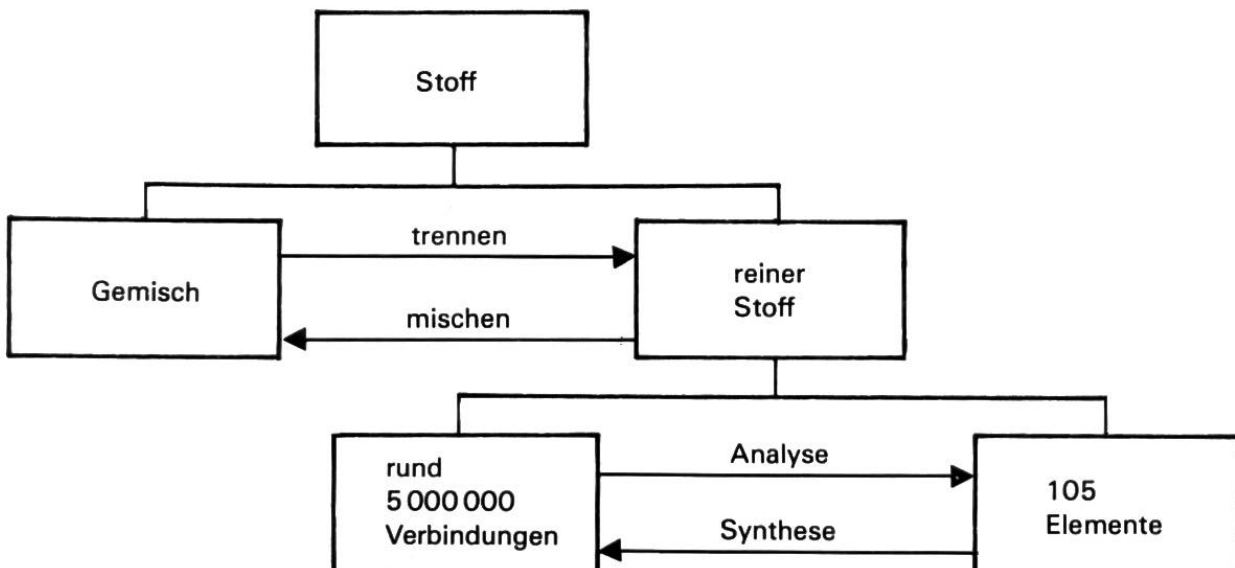 Stoff
trennen
Gemisch
reiner
Stoff
mischen
rund
5 000 000
Verbindungen
Analyse
105
Elemente
Synthese